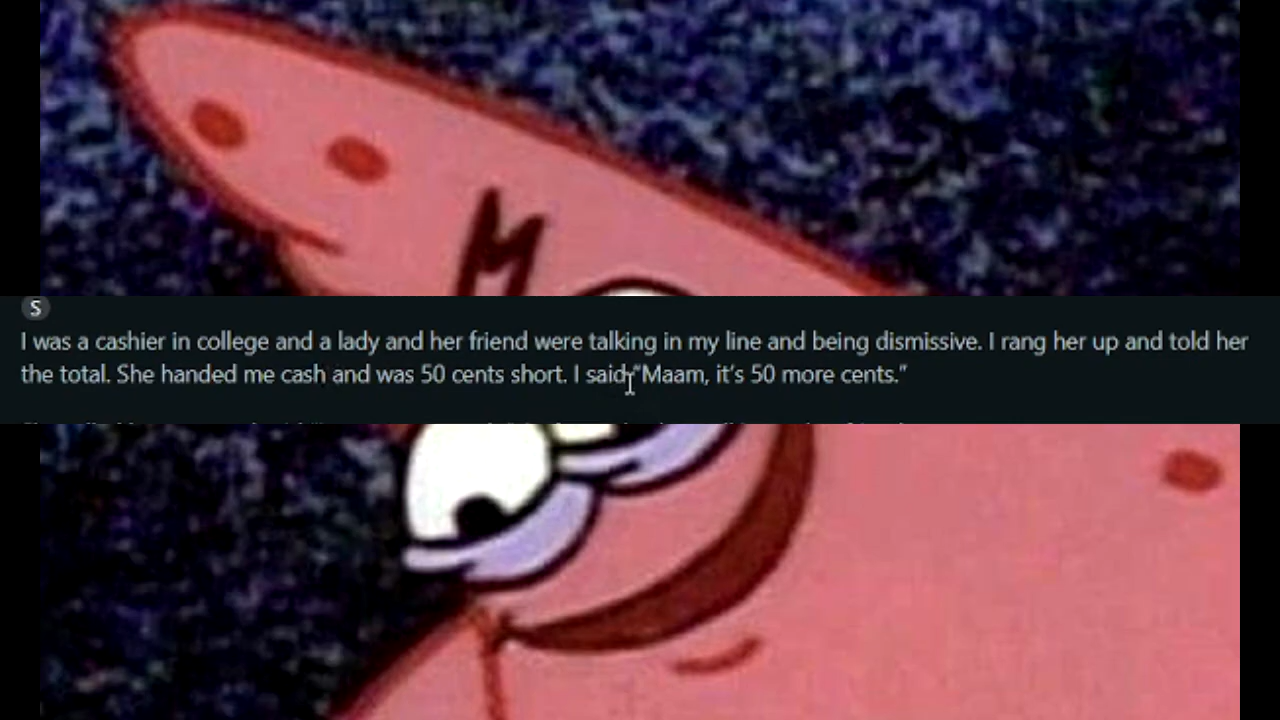 S
I was a cashier in college and a lady and her friend were talking in my line and being dismissive. I rang her up and told her
the total. She handed me cash and was 50 cents short. I said “Maam, it’s 50 more cents.”